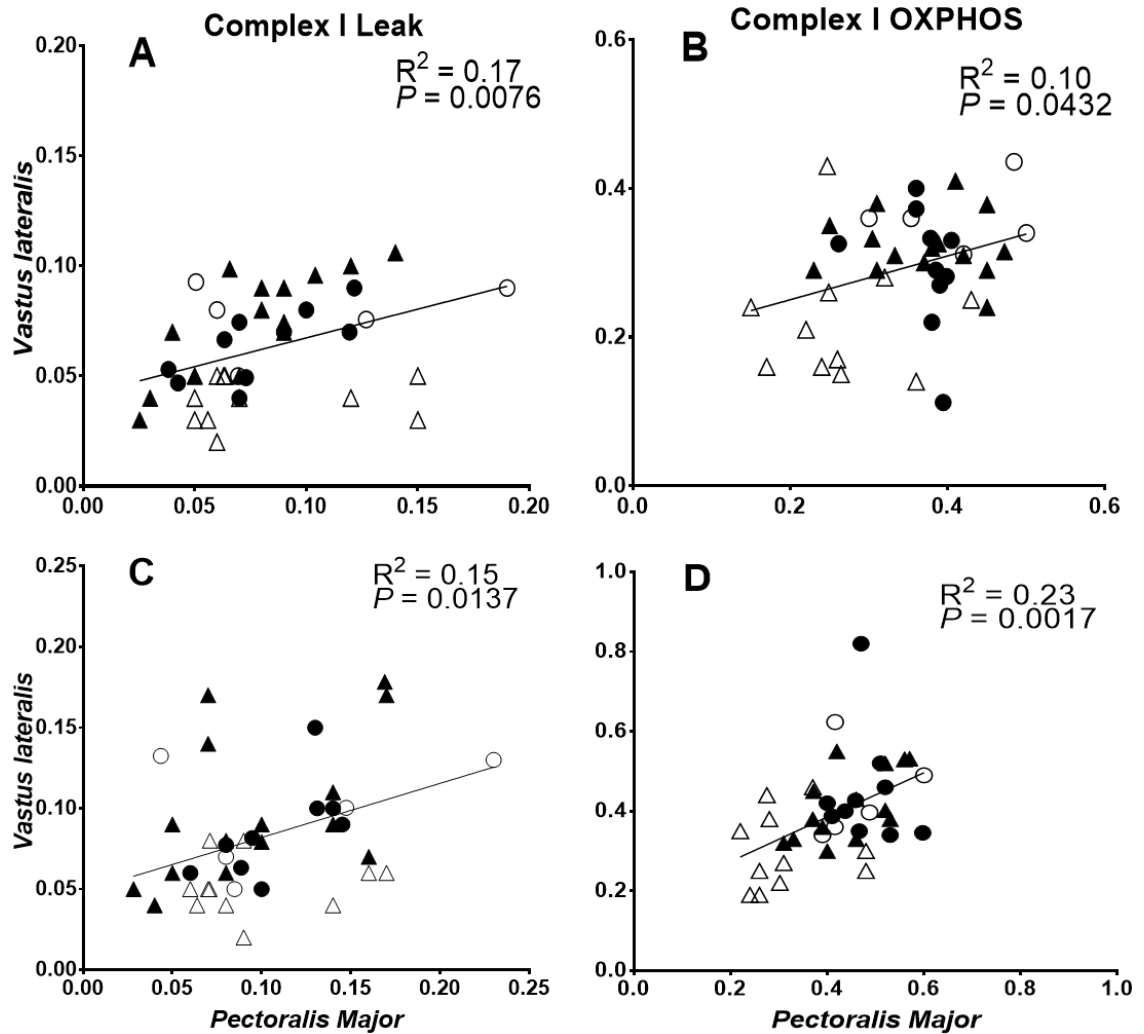 Complex I Leak
Complex I OXPHOS
A
R² = 0.17
P = 0.0076
Vastus lateralis
0.20
0.15
0.10
0.05
0.00
0.00 0.05 0.10 0.15 0.20
B
R² = 0.10
P = 0.0432
0.6
0.4
0.2
0.0
0.0 0.2 0.4 0.6
C
R² = 0.15
P = 0.0137
Vastus lateralis
0.25
0.20
0.15
0.10
0.05
0.00
0.00 0.05 0.10 0.15 0.20 0.25
Pectoralis Major
D
R² = 0.23
P = 0.0017
1.0
0.8
0.6
0.4
0.2
0.0
0.0 0.2 0.4 0.6 0.8 1.0
Pectoralis Major